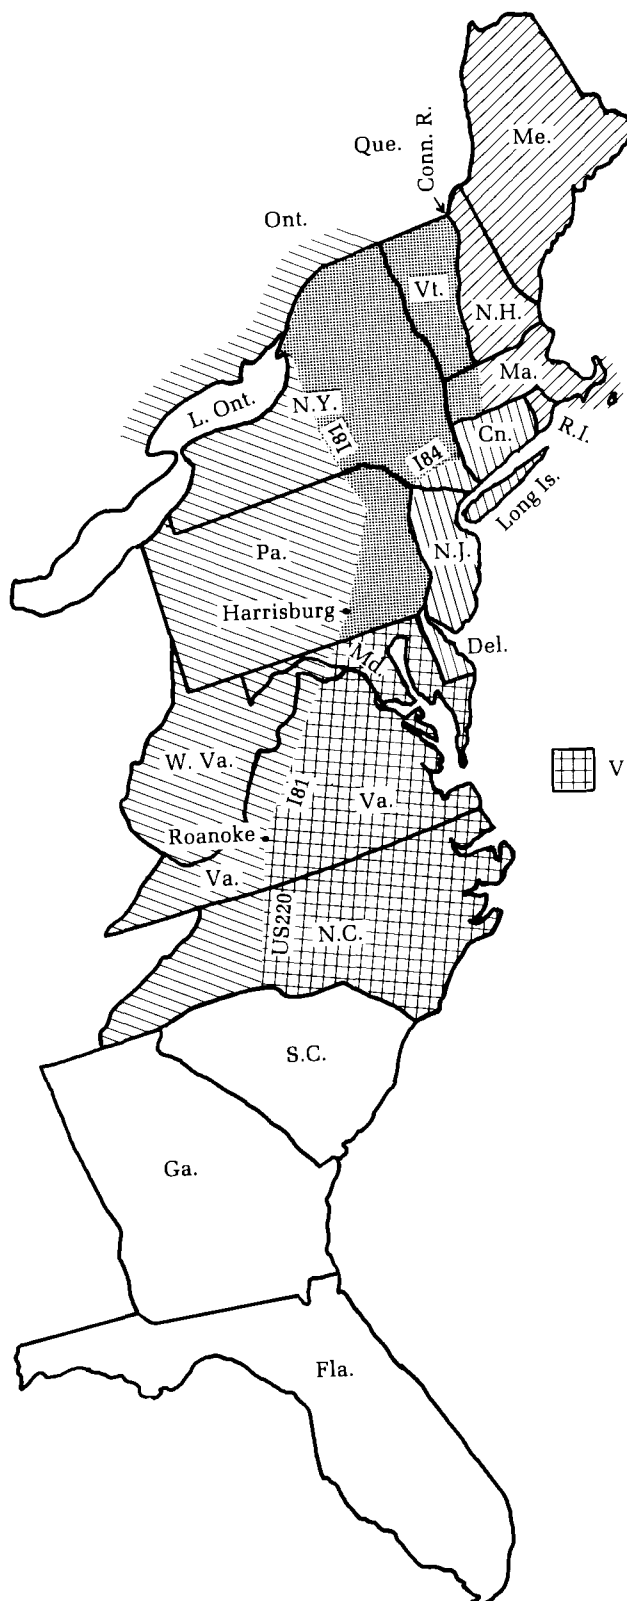 Me.
Que.
Conn. R.
Ont.
Vt.
N.H.
Ma.
L. Ont.
N.Y.
I81
Cn.
R.I.
I84
Long Is.
Pa.
N.J.
Harrisburg
Md.
Del.
W. Va.
I81
Va.
V
Roanoke
Va.
US220
N.C.
S.C.
Ga.
Fla.